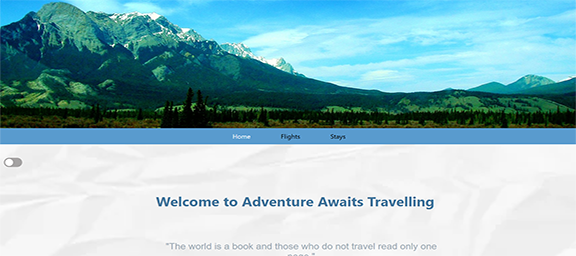 Home Flights Stays
Welcome to Adventure Awaits Travelling
"The world is a book and those who do not travel read only one
page."